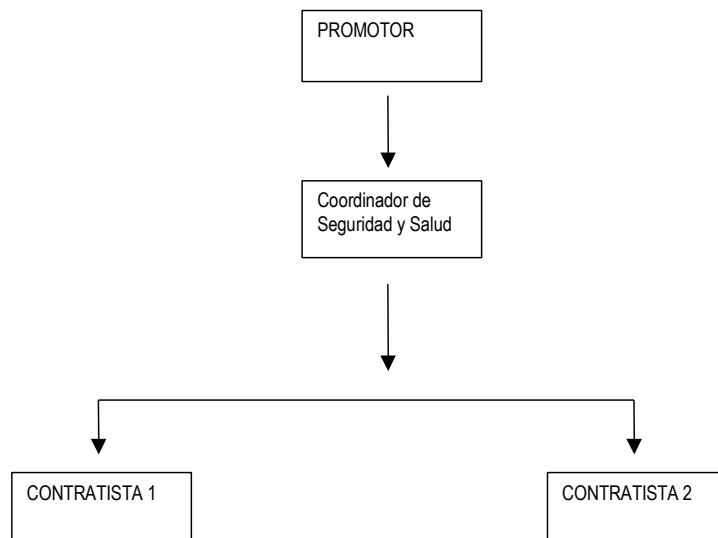 PROMOTOR
Coordinador de
Seguridad y Salud
CONTRATISTA 1
CONTRATISTA 2